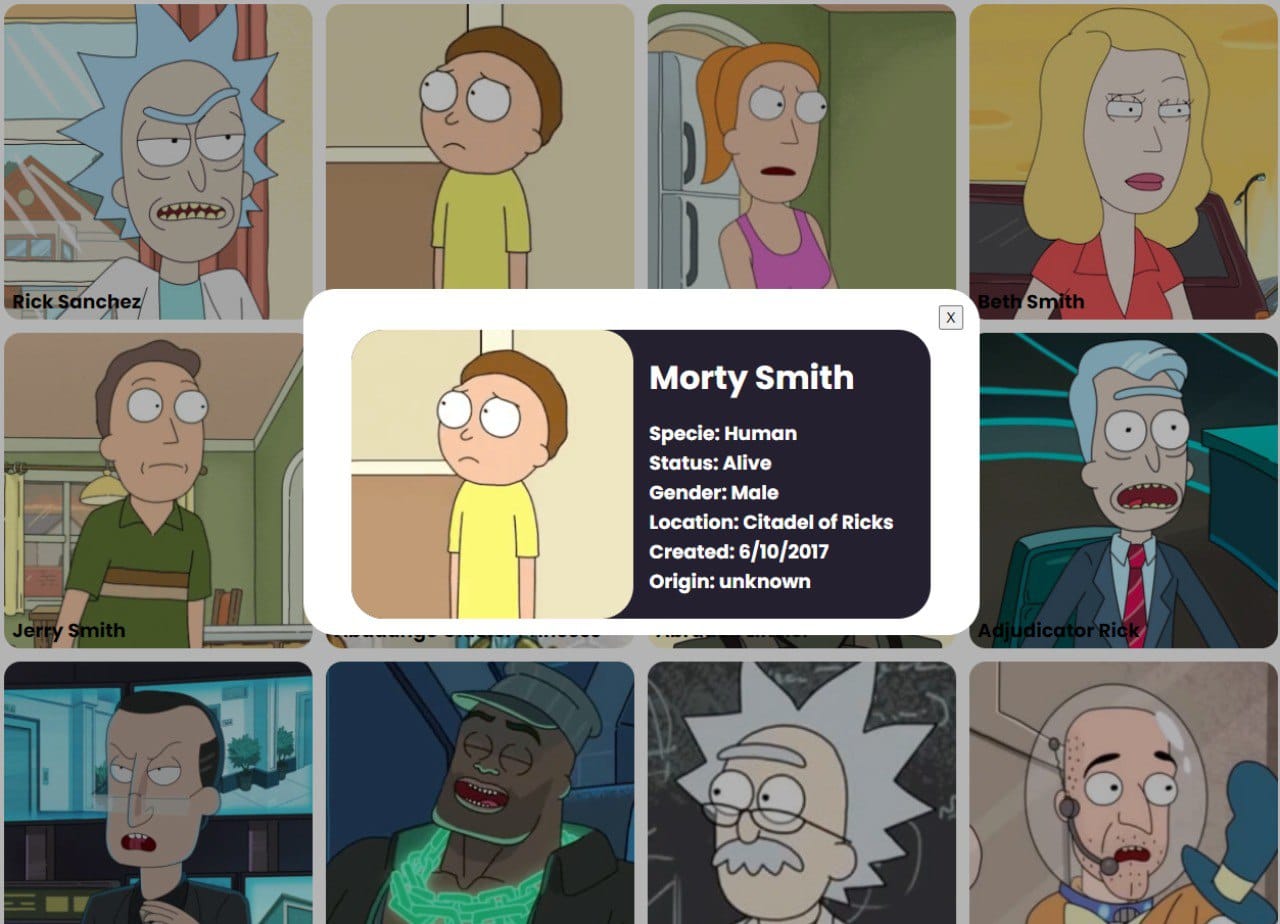 Rick Sanchez
Beth Smith
X
Morty Smith
Specie: Human
Status: Alive
Gender: Male
Location: Citadel of Ricks
Created: 6/10/2017
Origin: unknown
Jerry Smith
Adjudicator Rick